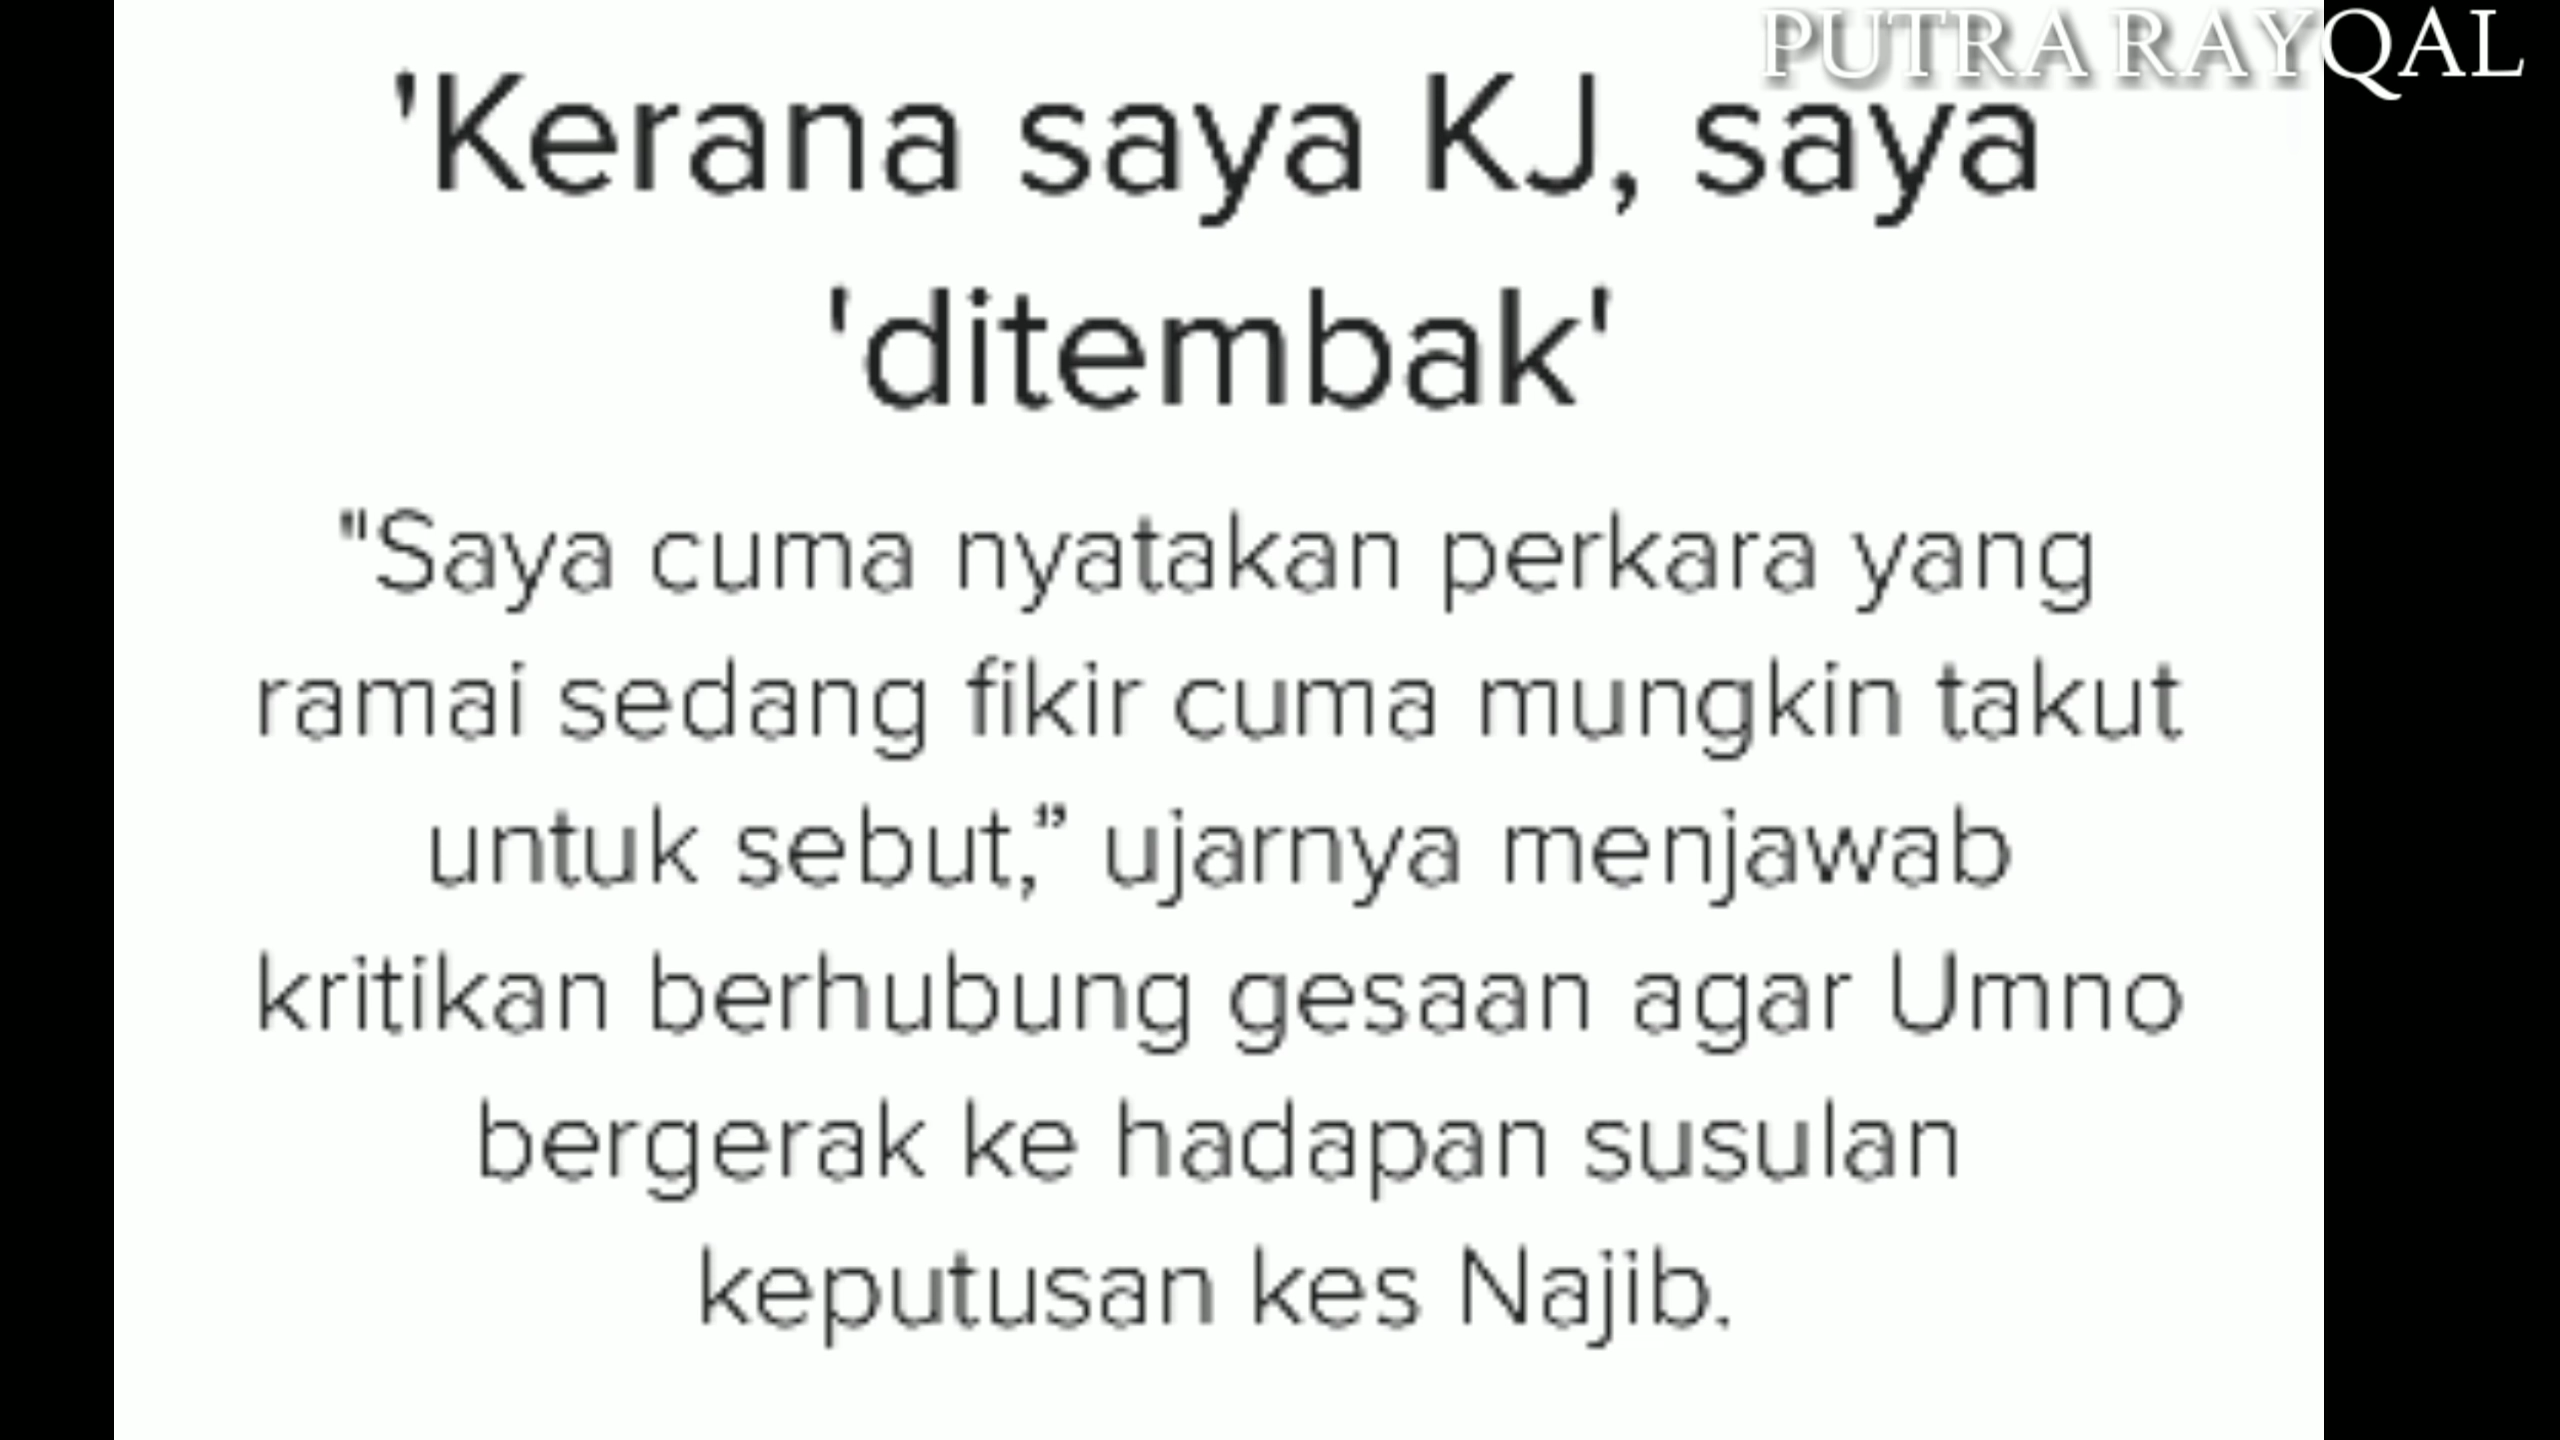 PUTRA RAYQAL
'Kerana saya KJ, saya
'ditembak'
"Saya cuma nyatakan perkara yang
ramai sedang fikir cuma mungkin takut
untuk sebut,” ujarnya menjawab
kritikan berhubung gesaan agar Umno
bergerak ke hadapan susulan
keputusan kes Najib.